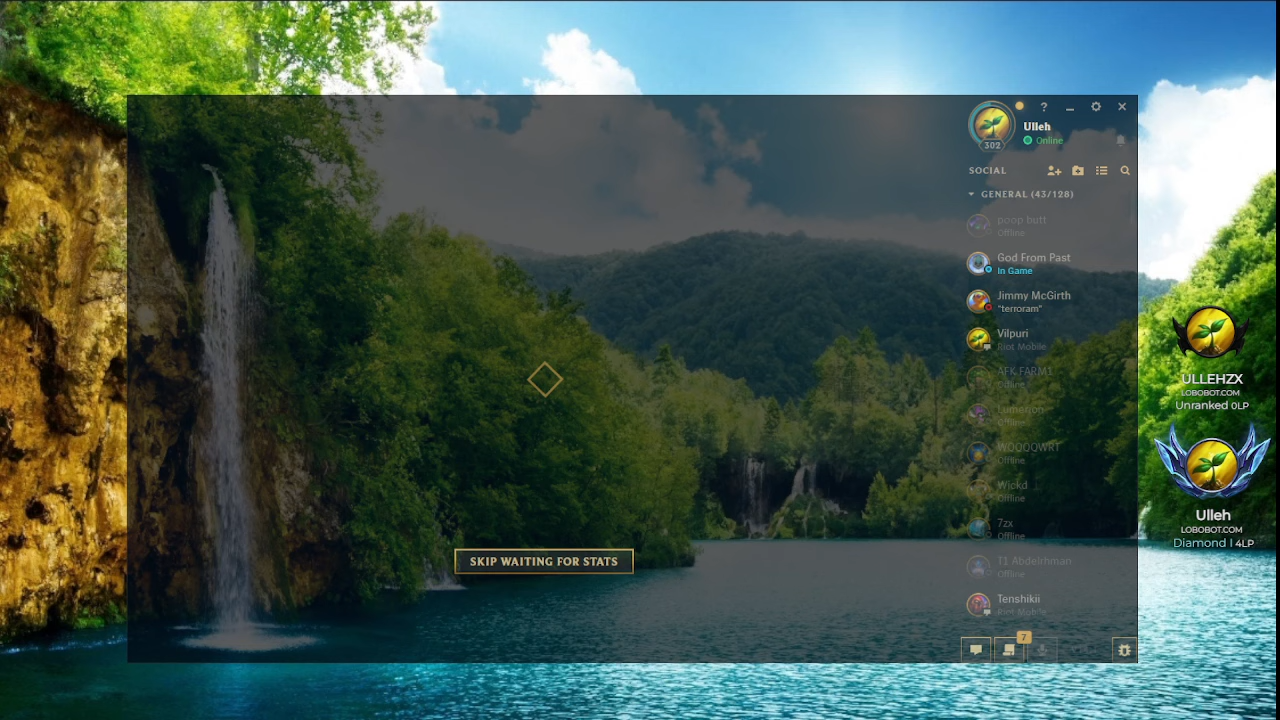 ?
Ulleh
302
Online
SOCIAL
GENERAL (43/128)
poop butt
Offline
God From Past
In Game
Jimmy McGirth
"terroram"
Vilpuri
Riot Mobile
AFK FARM1
Offline
Lumenon
Offline
WOOOQWRT
Offline
Wickd
Offline
7zx
Offline
T1 Abdelrhman
Offline
Tenshikii
Riot Mobile
7
SKIP WAITING FOR STATS
ULLEHZX
LOBOBOT.COM
Unranked 0LP
Ulleh
LOBOBOT.COM
Diamond I 4LP